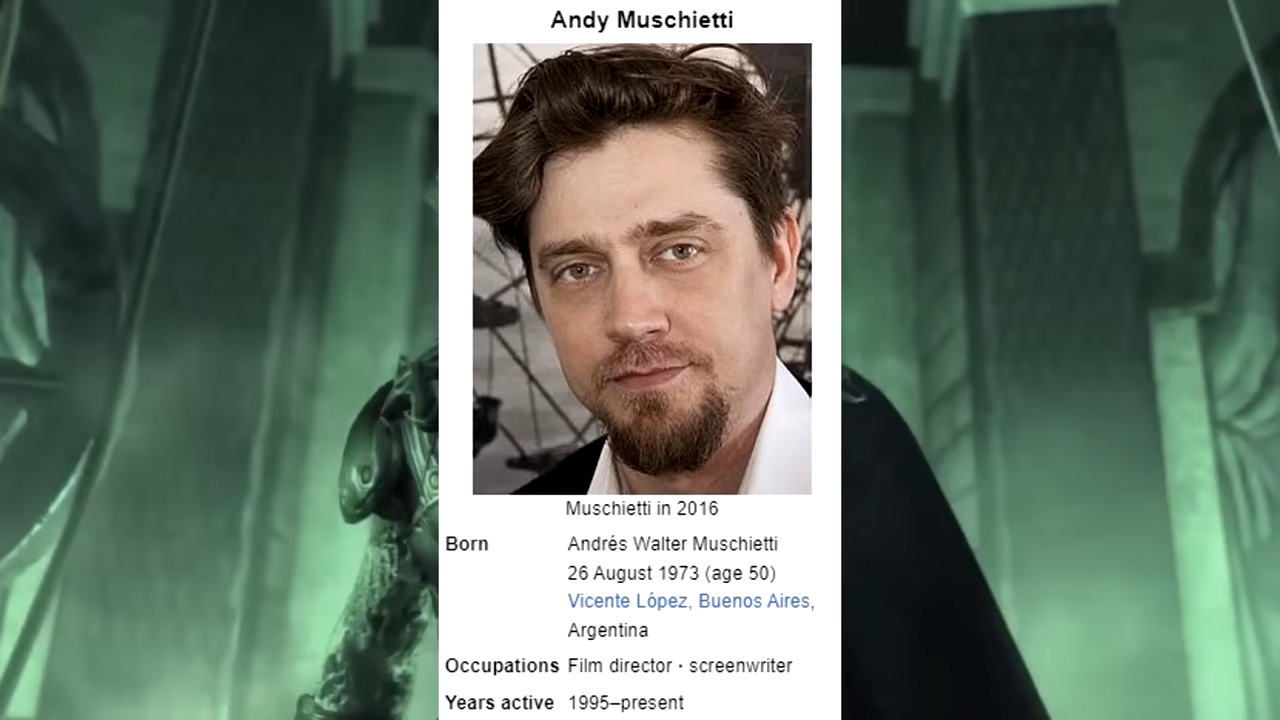 Andy Muschietti
Muschietti in 2016
Born Andrés Walter Muschietti
26 August 1973 (age 50)
Vicente López, Buenos Aires,
Argentina
Occupations Film director · screenwriter
Years active 1995–present